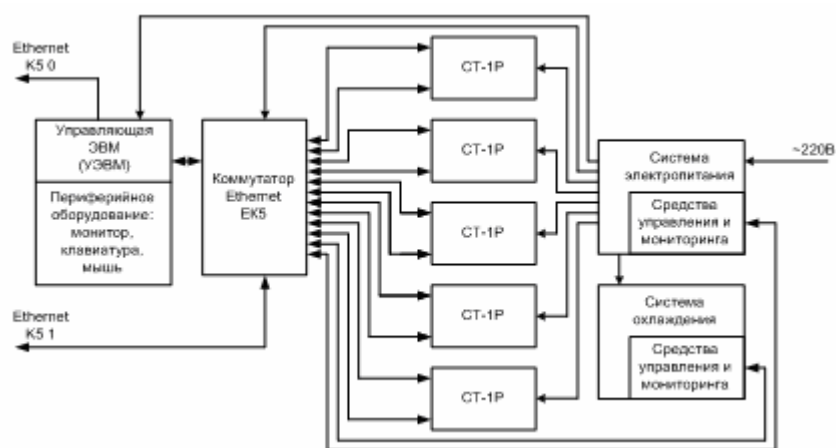 Ethernet
K5 0
Управляющая
ЭВМ
(УЭВМ)
Периферийное
оборудование:
монитор,
клавиатура,
мышь
Ethernet
K5 1
Коммутатор
Ethernet
EK5
СТ-1Р
СТ-1Р
СТ-1Р
СТ-1Р
СТ-1Р
Система
электропитания
Средства
управления и
мониторинга
~220В
Система
охлаждения
Средства
управления и
мониторинга